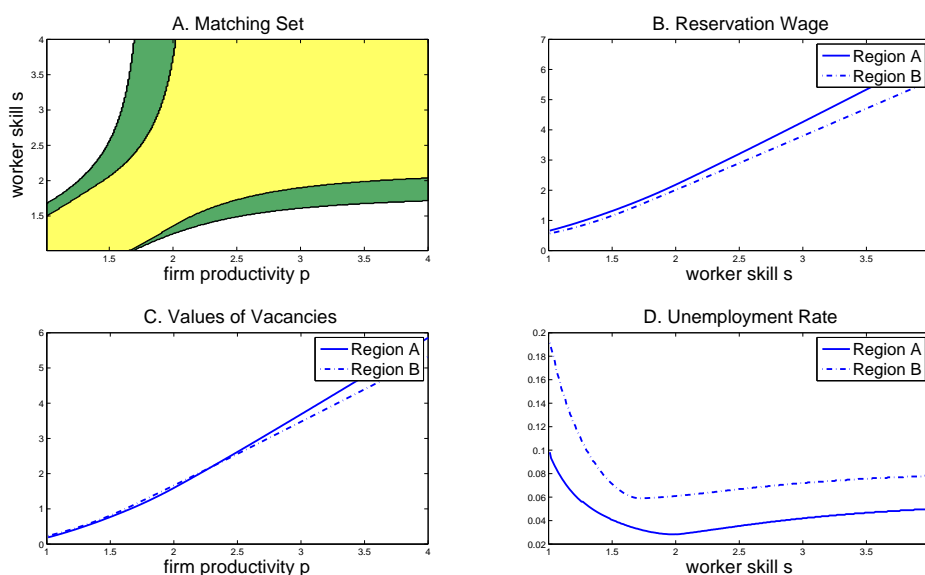 A. Matching Set
4
3.5
3
2.5
2
1.5
worker skill s
1.5 2 2.5 3 3.5 4
firm productivity p
B. Reservation Wage
7
6
5
4
3
2
1
0
Region A
Region B
1 1.5 2 2.5 3 3.5
worker skill s
C. Values of Vacancies
6
5
4
3
2
1
0
Region A
Region B
1 1.5 2 2.5 3 3.5 4
firm productivity p
D. Unemployment Rate
0.2
0.18
0.16
0.14
0.12
0.1
0.08
0.06
0.04
0.02
Region A
Region B
1 1.5 2 2.5 3 3.5
worker skill s